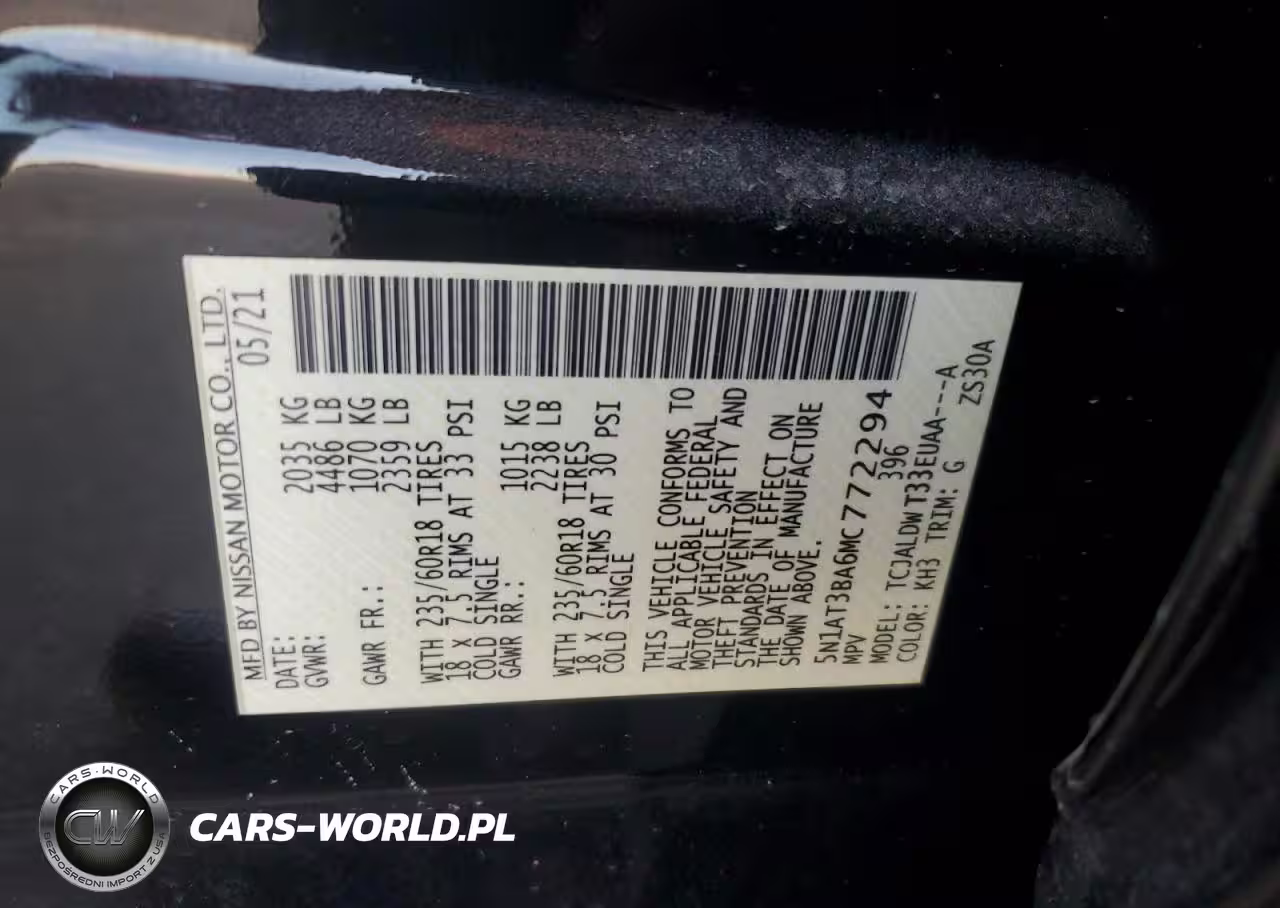 MFD BY NISSAN MOTOR CO., LTD.
DATE: 05/21
GVWR: 2035 KG
4486 LB
GAWR FR.: 1070 KG
2359 LB
WITH 235/60R18 TIRES
18 X 7.5 RIMS AT 33 PSI
COLD SINGLE
GAWR RR.: 1015 KG
2238 LB
WITH 235/60R18 TIRES
18 X 7.5 RIMS AT 30 PSI
COLD SINGLE
THIS VEHICLE CONFORMS TO
ALL APPLICABLE FEDERAL
MOTOR VEHICLE SAFETY AND
THEFT PREVENTION
STANDARDS IN EFFECT ON
THE DATE OF MANUFACTURE
SHOWN ABOVE.
5N1AT3BA6MC772294
MPV 396
MODEL: TCJALDWT33EUAA---A
COLOR: KH3 TRIM: G ZS30A
CARS-WORLD
CW
BEZPOŚREDNI IMPORT Z USA
CARS-WORLD.PL